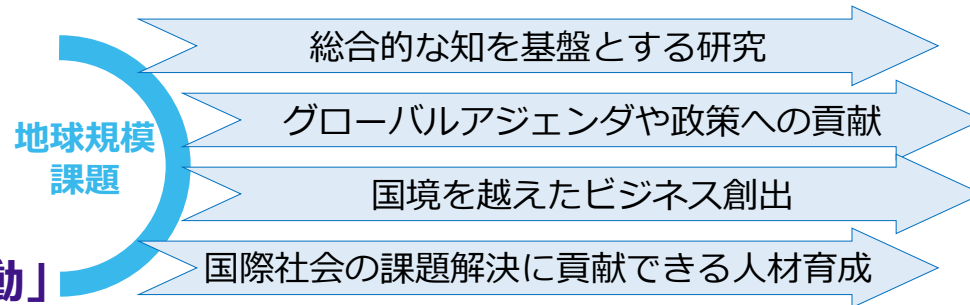 総合的な知を基盤とする研究
グローバルアジェンダや政策への貢献
地球規模
課題
国境を越えたビジネス創出
国際社会の課題解決に貢献できる人材育成
動」